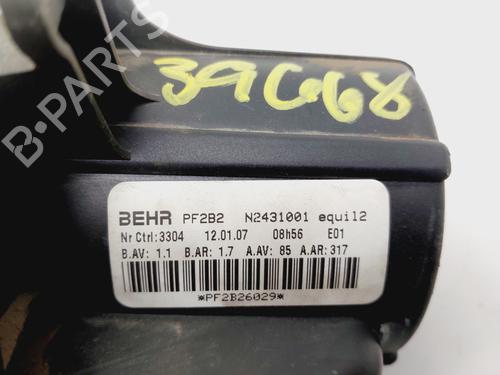 39C68
BEHR PF2B2 N2431001 equil2
Nr Ctrl:3304 12.01.07 08h56 E01
B.AV: 1.1 B.AR: 1.7 A.AV: 85 A.AR:317
*PF2B26029*
B-Parts